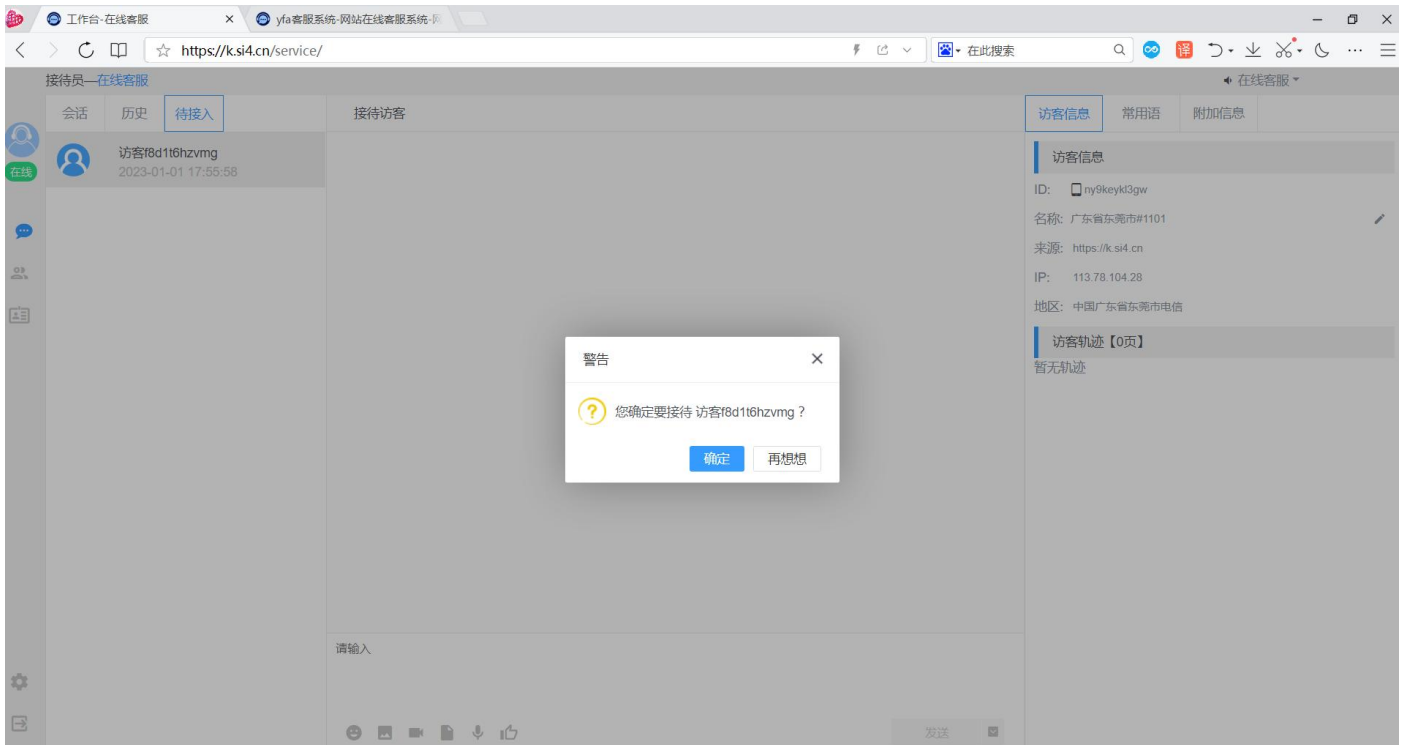 工作台-在线客服
yfa客服系统-网站在线客服系统-
https://k.si4.cn/service/
在此搜索
译
接待员—在线客服
在线客服
会话
历史
待接入
接待访客
访客信息
常用语
附加信息
在线
访客f8d1t6hzvmg
2023-01-01 17:55:58
访客信息
ID: ny9keykl3gw
名称: 广东省东莞市#1101
来源: https://k.si4.cn
IP: 113.78.104.28
地区: 中国广东省东莞市电信
访客轨迹【0页】
暂无轨迹
警告
您确定要接待 访客f8d1t6hzvmg ?
确定
再想想
请输入
发送